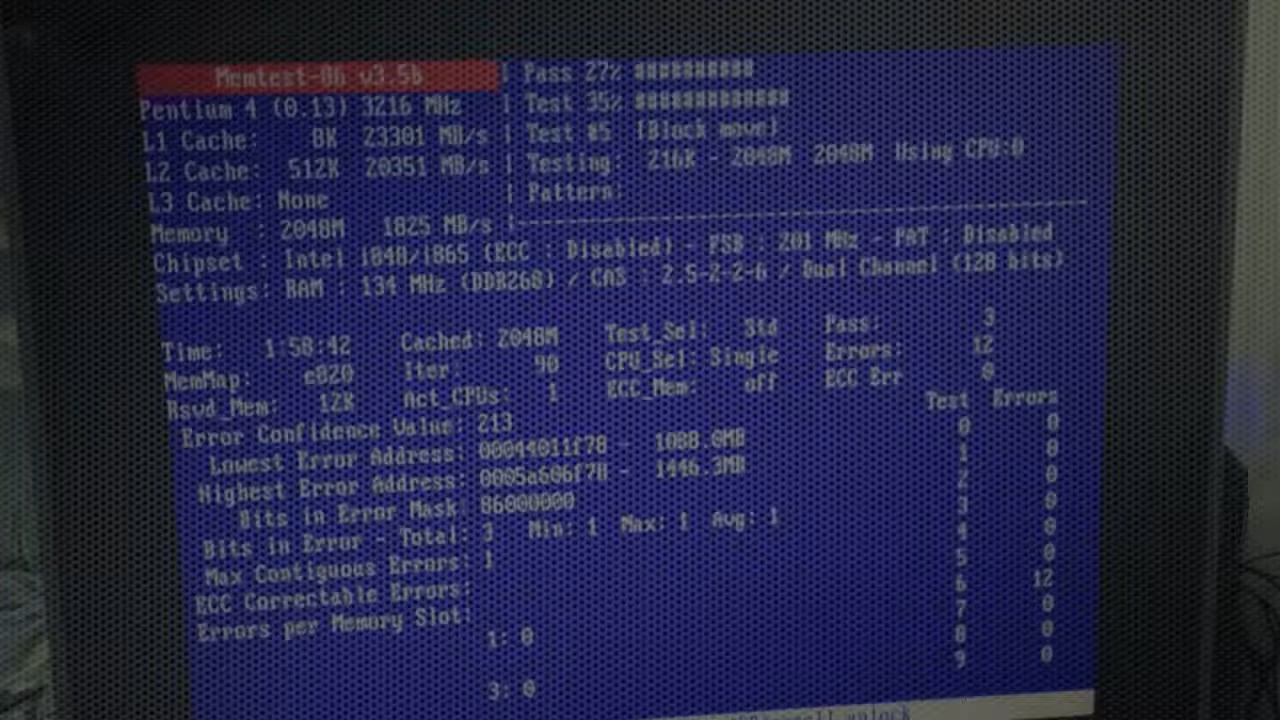 Memtest-86 v3.5b | Pass 27% ##########
Pentium 4 (0.13) 3216 MHz | Test 35% #############
L1 Cache: 8K 23301 MB/s | Test #5 [Block move]
L2 Cache: 512K 20351 MB/s | Testing: 216K - 2048M 2048M Using CPU:0
L3 Cache: None | Pattern:
Memory : 2048M 1825 MB/s |----------------------------------------
Chipset : Intel i848/i865 (ECC : Disabled) - FSB : 201 MHz - PAT : Disabled
Settings: RAM : 134 MHz (DDR268) / CAS : 2.5-2-2-6 / Dual Channel (128 bits)
Time: 1:58:42 Cached: 2048M Test_Sel: Std Pass: 3
MemMap: e820 Iter: 90 CPU_Sel: Single Errors: 12
Rsvd_Mem: 12K Act_CPUs: 1 ECC_Mem: off ECC Err 0
Error Confidence Value: 213 Test Errors
Lowest Error Address: 00044011f78 - 1088.0MB 0 0
Highest Error Address: 0005a606f78 - 1446.3MB 1 0
Bits in Error Mask: 86000000 2 0
Bits in Error - Total: 3 Min: 1 Max: 1 Avg: 1 3 0
Max Contiguous Errors: 1 4 0
ECC Correctable Errors: 5 0
Errors per Memory Slot: 6 12
1: 0 7 0
8 0
3: 0 9 0